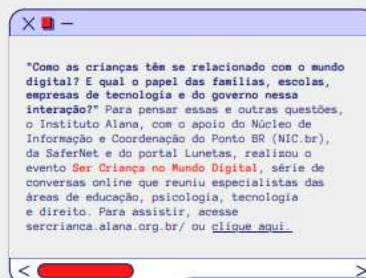 "Como as crianças têm se relacionado com o mundo
digital? E qual o papel das famílias, escolas,
empresas de tecnologia e do governo nessa
interação?" Para pensar essas e outras questões,
o Instituto Alana, com o apoio do Núcleo de
Informação e Coordenação do Ponto BR (NIC.br),
da SaferNet e do portal Lunetas, realizou o
evento Ser Criança no Mundo Digital, série de
conversas online que reuniu especialistas das
áreas de educação, psicologia, tecnologia
e direito. Para assistir, acesse
sercrianca.alana.org.br/ ou clique aqui.